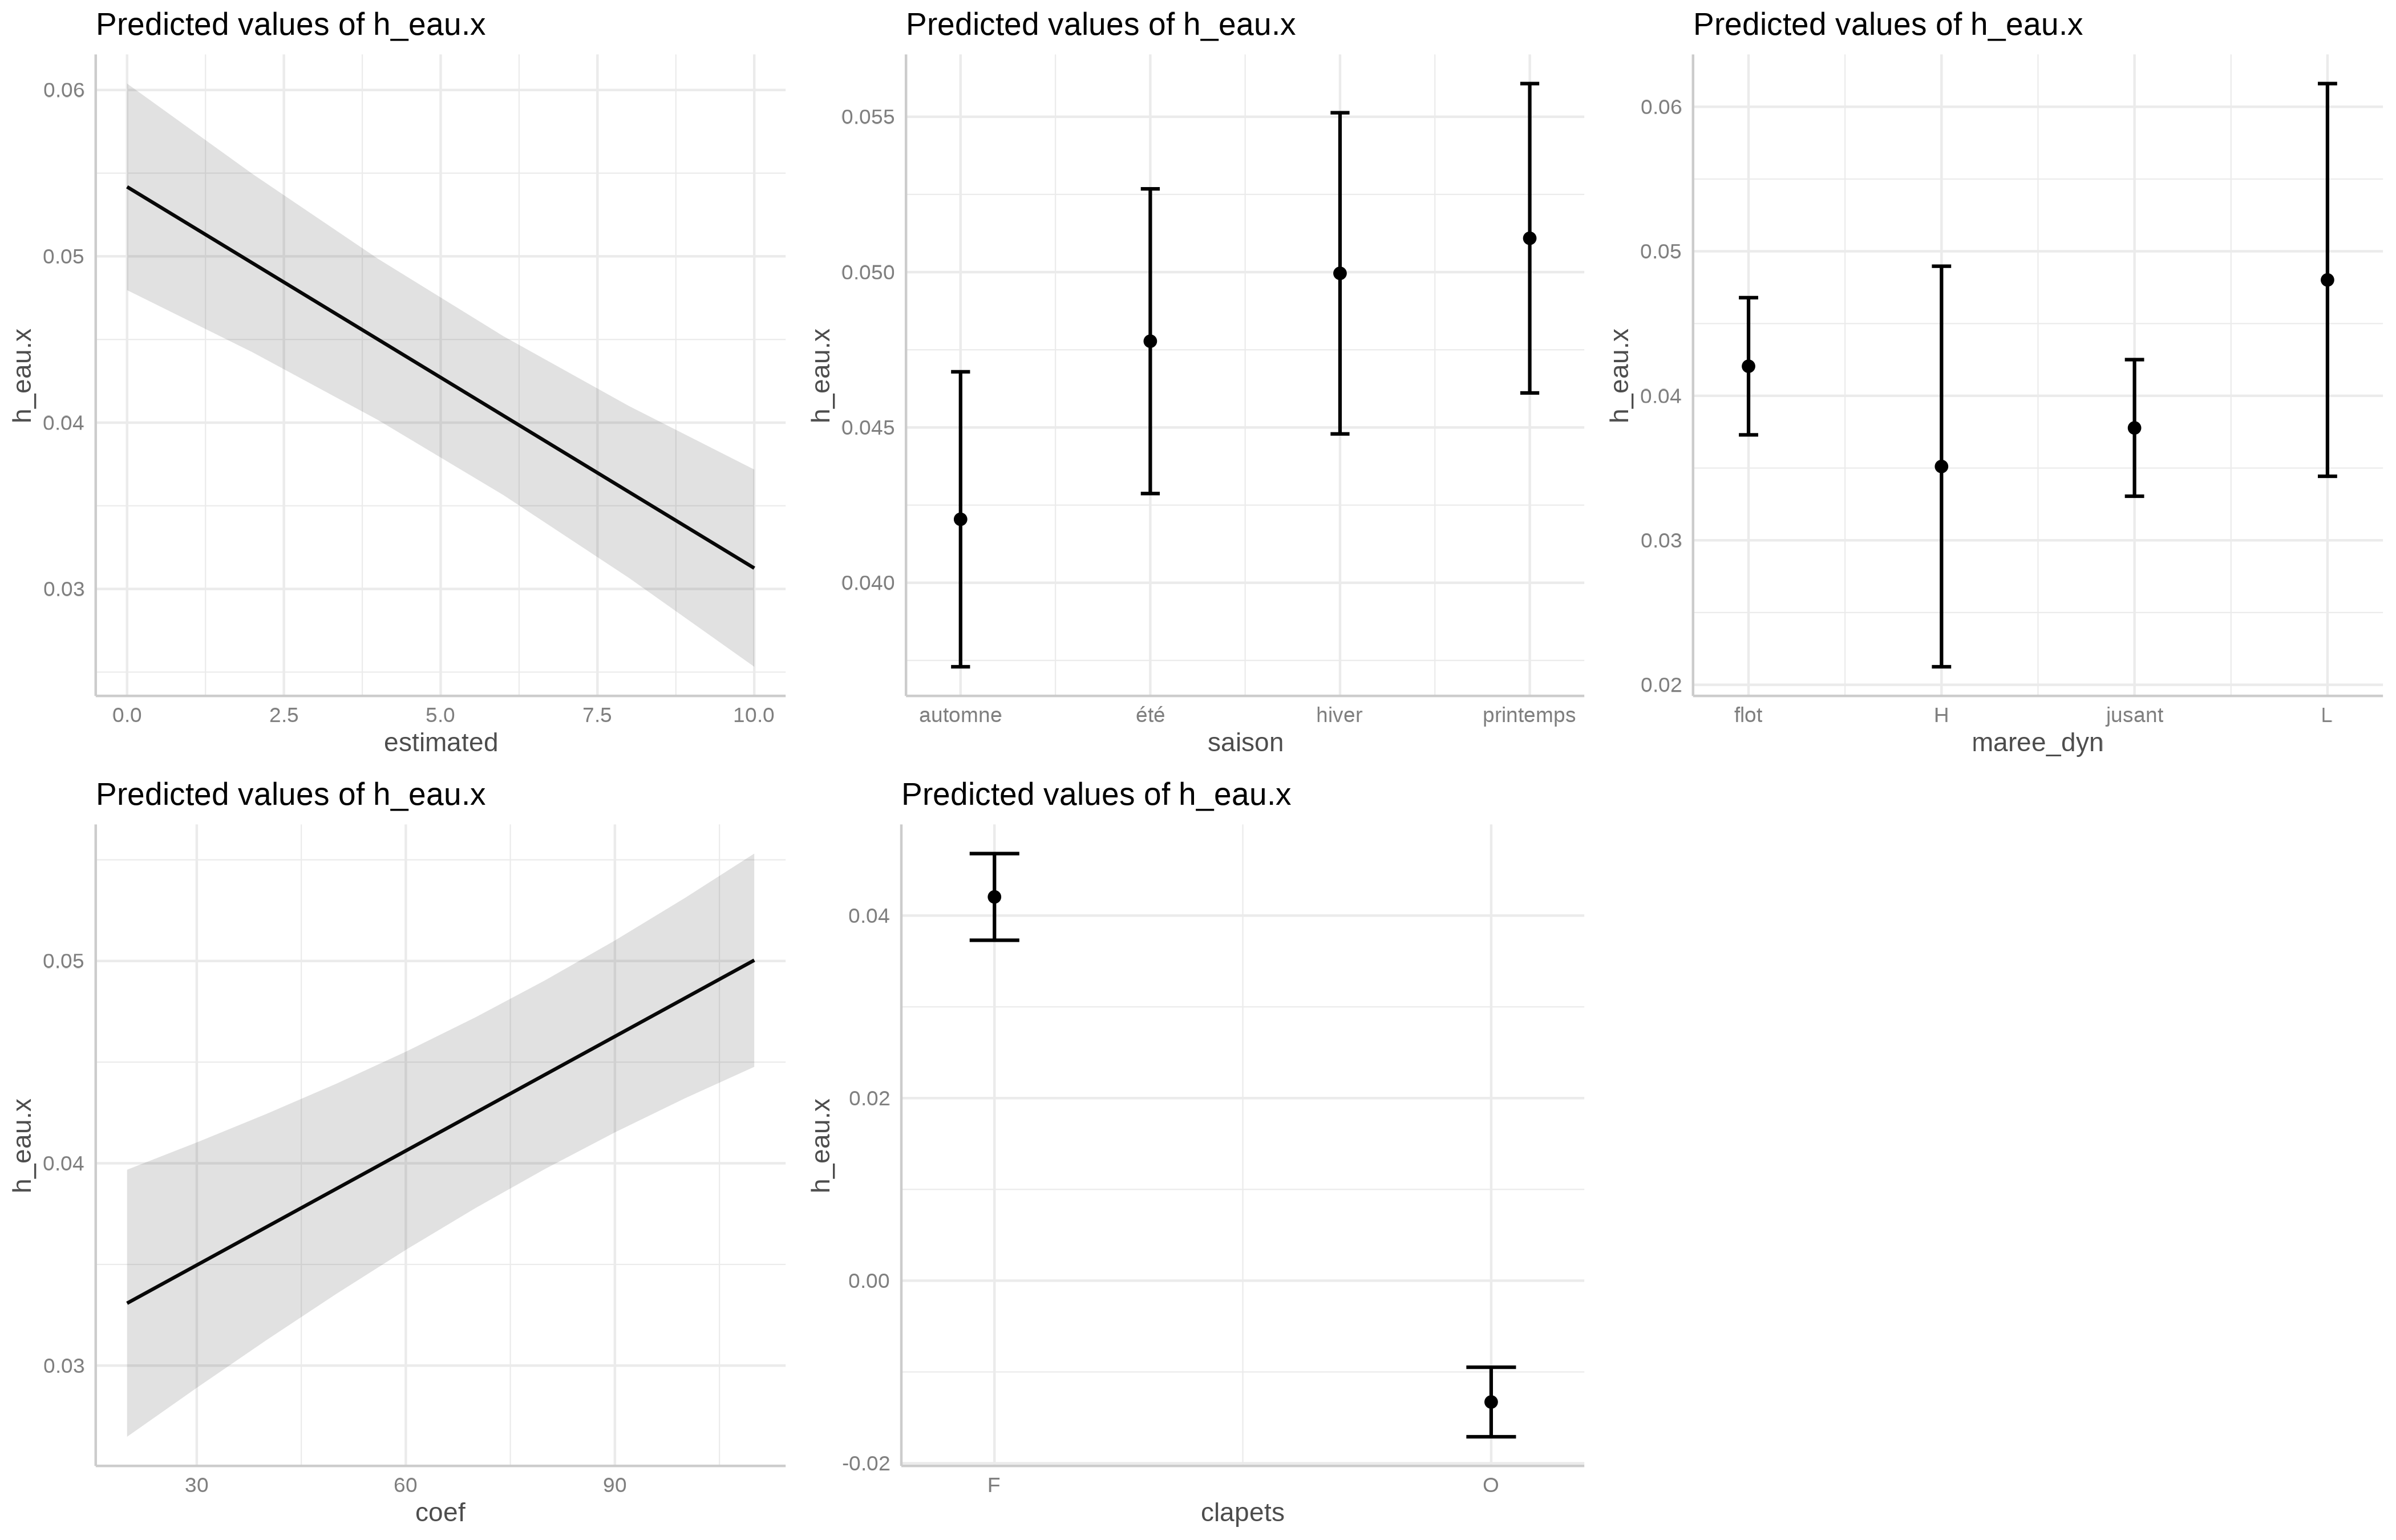 Predicted values of h_eau.x
h_eau.x
0.06
0.05
0.04
0.03
0.0 2.5 5.0 7.5 10.0
estimated
Predicted values of h_eau.x
h_eau.x
0.055
0.050
0.045
0.040
automne été hiver printemps
saison
Predicted values of h_eau.x
h_eau.x
0.06
0.05
0.04
0.03
0.02
flot H jusant L
maree_dyn
Predicted values of h_eau.x
h_eau.x
0.05
0.04
0.03
30 60 90
coef
Predicted values of h_eau.x
h_eau.x
0.04
0.02
0.00
-0.02
F O
clapets